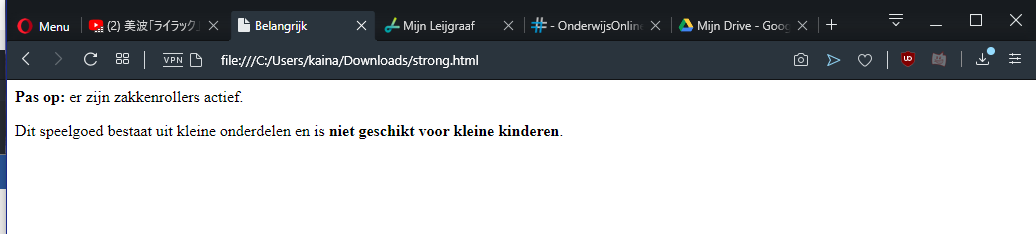 Menu
(2) 美波「ライラック」
Belangrijk
Mijn Leijgraaf
- OnderwijsOnline
Mijn Drive - Goog
VPN
file:///C:/Users/kaina/Downloads/strong.html
Pas op: er zijn zakkenrollers actief.
Dit speelgoed bestaat uit kleine onderdelen en is niet geschikt voor kleine kinderen.